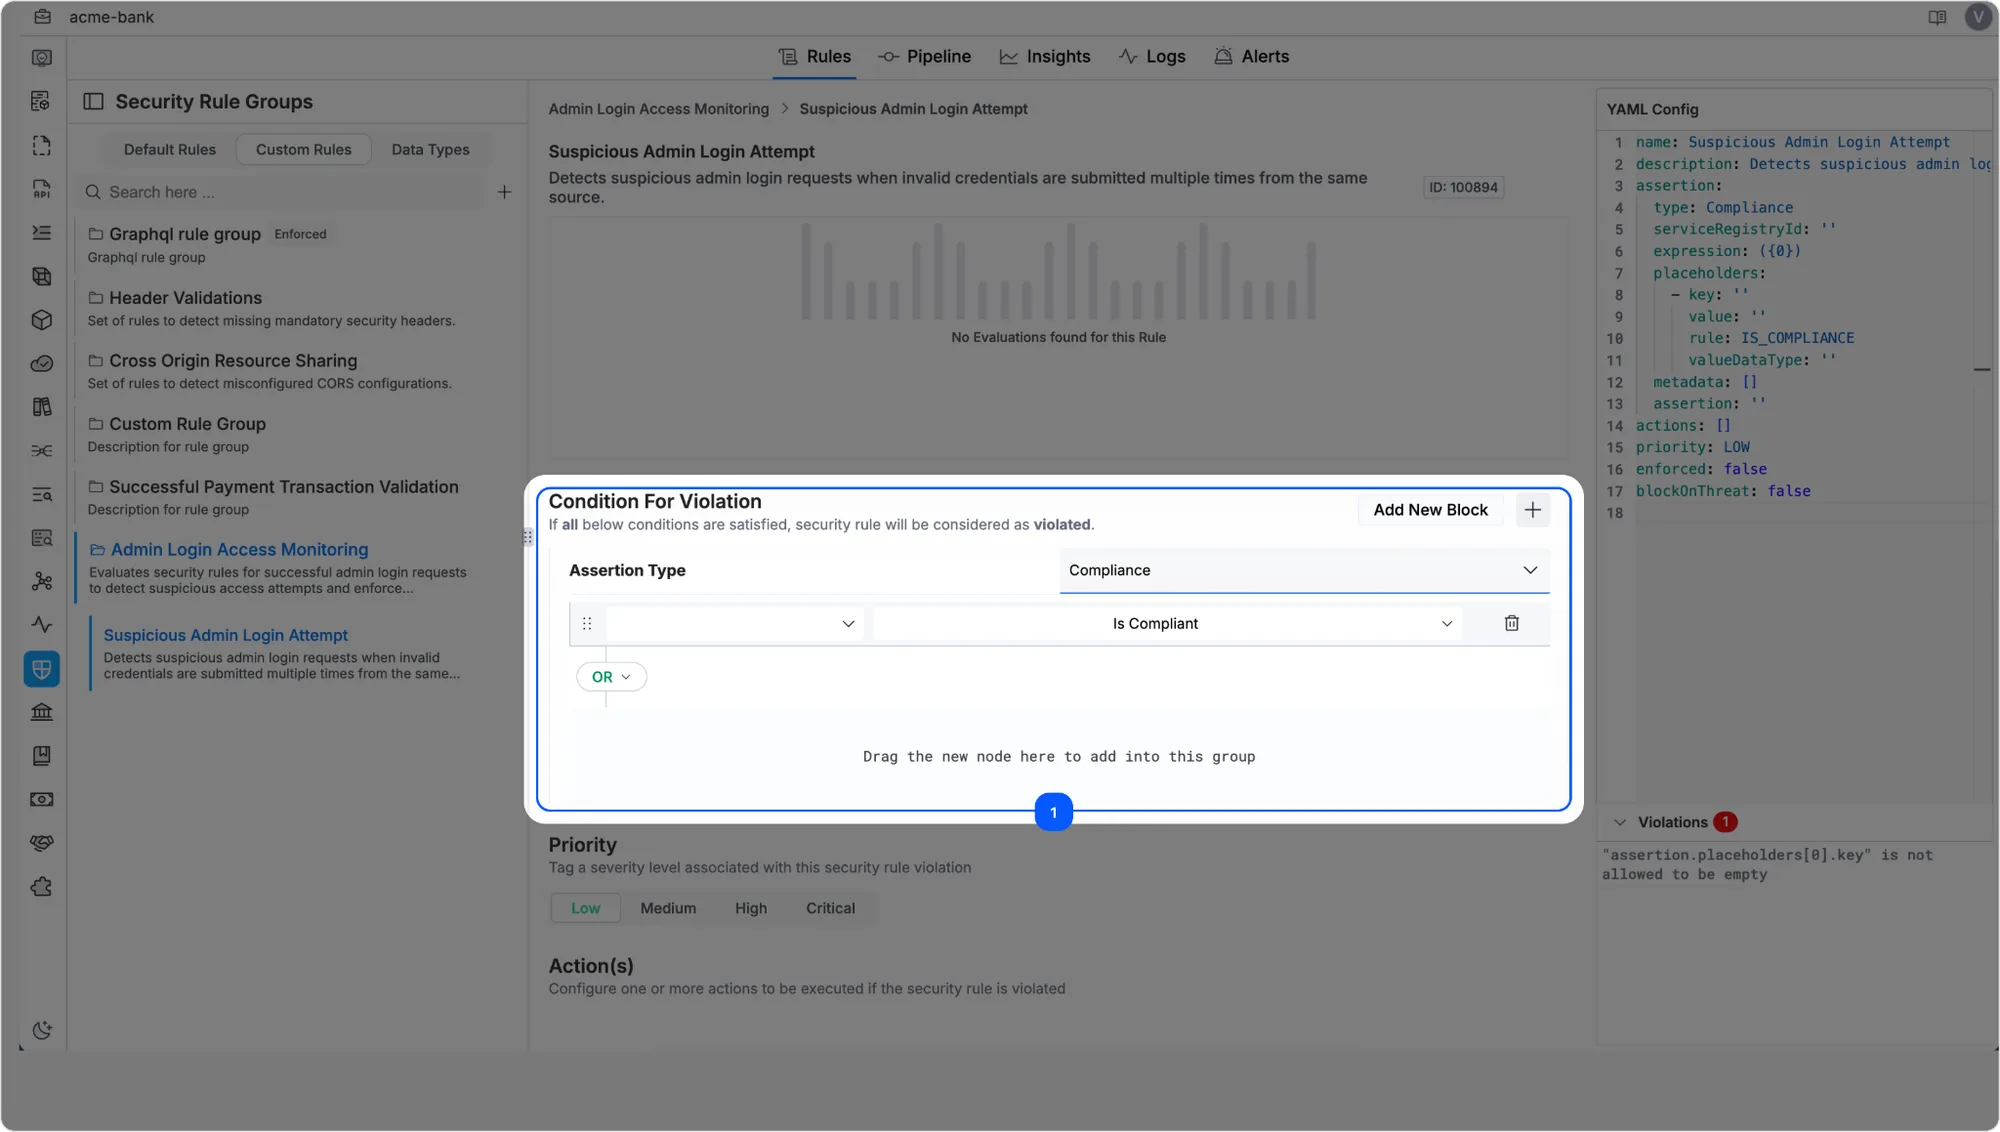 acme-bank
V
Rules
Pipeline
Insights
Logs
Alerts
Security Rule Groups
Default Rules
Custom Rules
Data Types
Search here ...
Graphql rule group Enforced
Graphql rule group
Header Validations
Set of rules to detect missing mandatory security headers.
Cross Origin Resource Sharing
Set of rules to detect misconfigured CORS configurations.
Custom Rule Group
Description for rule group
Successful Payment Transaction Validation
Description for rule group
Admin Login Access Monitoring
Evaluates security rules for successful admin login requests
to detect suspicious access attempts and enforce...
Suspicious Admin Login Attempt
Detects suspicious admin login requests when invalid
credentials are submitted multiple times from the same...
API
Admin Login Access Monitoring > Suspicious Admin Login Attempt
Suspicious Admin Login Attempt
Detects suspicious admin login requests when invalid credentials are submitted multiple times from the same
source.
ID: 100894
No Evaluations found for this Rule
Condition For Violation
If all below conditions are satisfied, security rule will be considered as violated.
Add New Block
Assertion Type
Compliance
Is Compliant
OR
Drag the new node here to add into this group
1
Priority
Tag a severity level associated with this security rule violation
Low
Medium
High
Critical
Action(s)
Configure one or more actions to be executed if the security rule is violated
YAML Config
1 name: Suspicious Admin Login Attempt
2 description: Detects suspicious admin log
3 assertion:
4 type: Compliance
5 serviceRegistryId: ''
6 expression: ({0})
7 placeholders:
8 - key: ''
9 value: ''
10 rule: IS_COMPLIANCE
11 valueDataType: ''
12 metadata: []
13 assertion: ''
14 actions: []
15 priority: LOW
16 enforced: false
17 blockOnThreat: false
18
Violations 1
"assertion.placeholders[0].key" is not
allowed to be empty